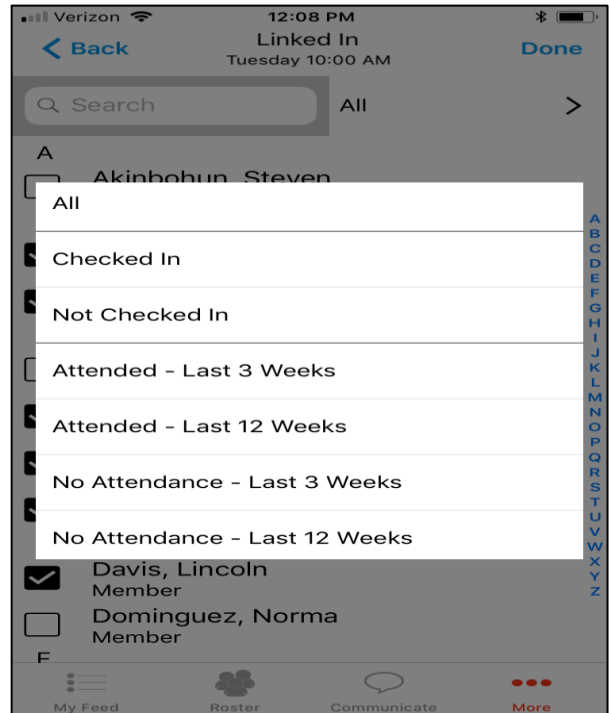 Verizon 12:08 PM
Back Linked In Done
Tuesday 10:00 AM
Search All
A
Akinbohun, Steven
All
Checked In
Not Checked In
Attended - Last 3 Weeks
Attended - Last 12 Weeks
No Attendance - Last 3 Weeks
No Attendance - Last 12 Weeks
Davis, Lincoln
Member
Dominguez, Norma
Member
A
B
C
D
E
F
G
H
I
J
K
L
M
N
O
P
Q
R
S
T
U
V
W
X
Y
Z
My Feed Roster Communicate More